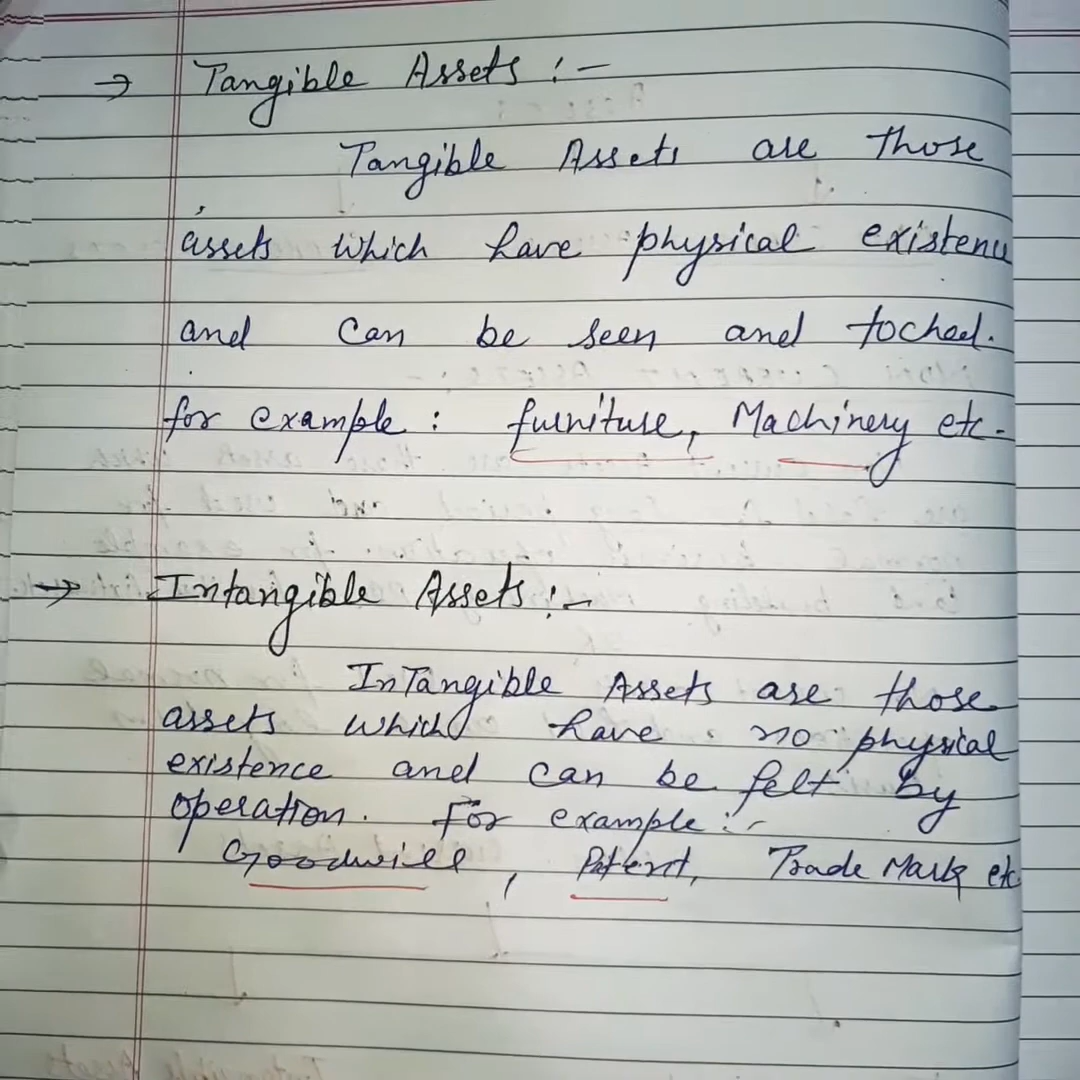 → Tangible Assets :-
Tangible Assets are those
assets which have physical existence
and can be seen and toched.
for example : furniture, Machinery etc.
→ Intangible Assets :-
InTangible Assets are those
assets which have no physical
existence and can be felt by
operation. For example :-
Goodwill, Patent, Trade Mark etc